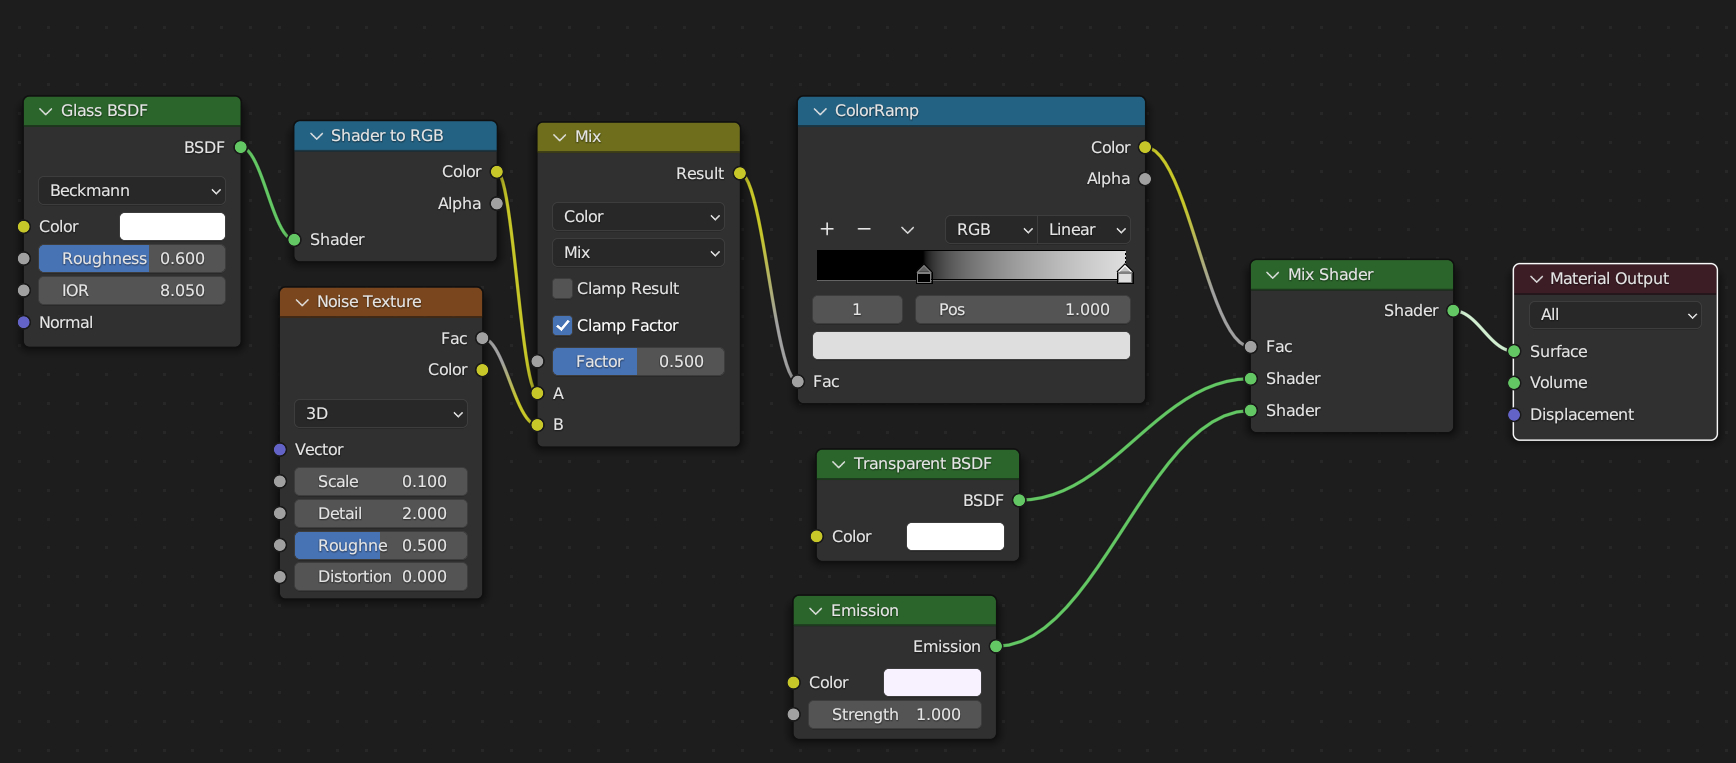 Glass BSDF
BSDF
Beckmann
Color
Roughness 0.600
IOR 8.050
Normal
Shader to RGB
Color
Alpha
Shader
Noise Texture
Fac
Color
3D
Vector
Scale 0.100
Detail 2.000
Roughne 0.500
Distortion 0.000
Mix
Result
Color
Mix
Clamp Result
Clamp Factor
Factor 0.500
A
B
ColorRamp
Color
Alpha
+ − RGB Linear
1 Pos 1.000
Fac
Transparent BSDF
BSDF
Color
Emission
Emission
Color
Strength 1.000
Mix Shader
Shader
Fac
Shader
Shader
Material Output
All
Surface
Volume
Displacement